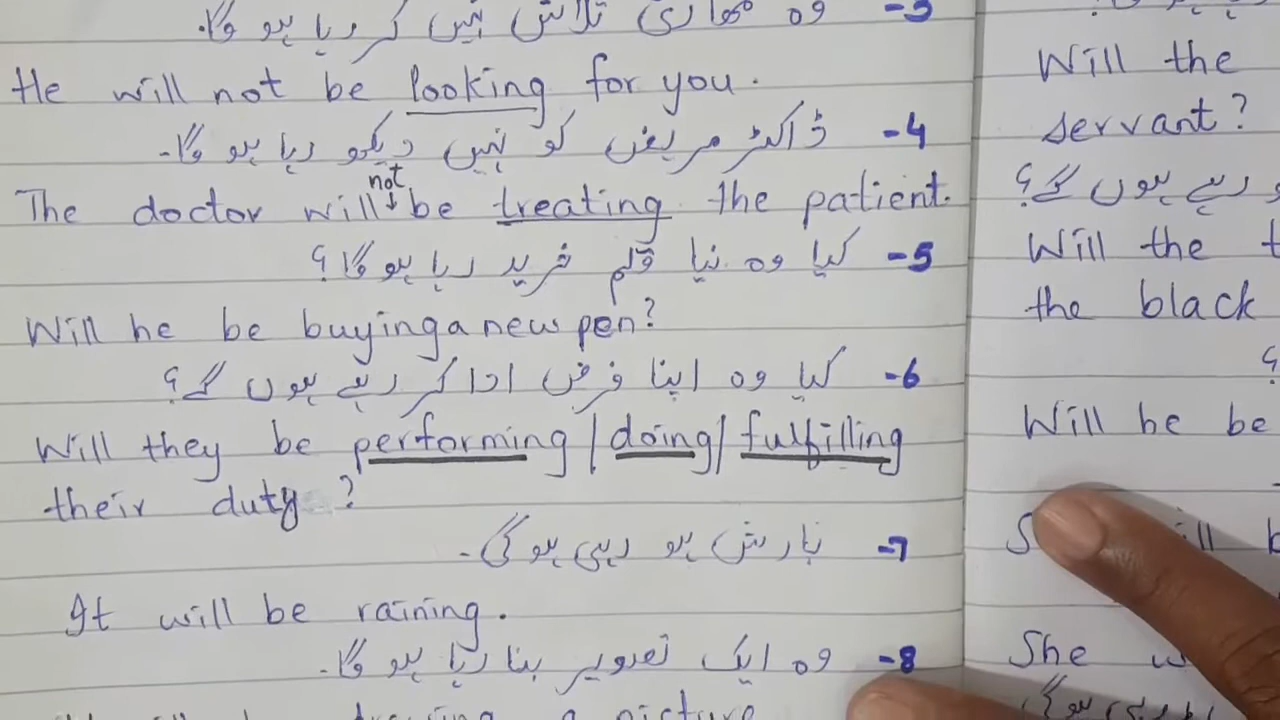 3- وہ تمہاری تلاش نہیں کر رہا ہو گا۔
He will not be looking for you.
4- ڈاکٹر مریض کو نہیں دیکھ رہا ہو گا۔
not
The doctor will be treating the patient.
5- کیا وہ نیا قلم خرید رہا ہو گا؟
Will he be buying a new pen?
6- کیا وہ اپنا فرض ادا کر رہے ہوں گے؟
Will they be performing / doing / fulfilling
their duty?
7- بارش ہو رہی ہو گی۔
It will be raining.
8- وہ ایک تصویر بنا رہا ہو گا۔
drawing a picture
Will the
servant?
رہے ہوں گے؟
Will the
the black
Will he be
She